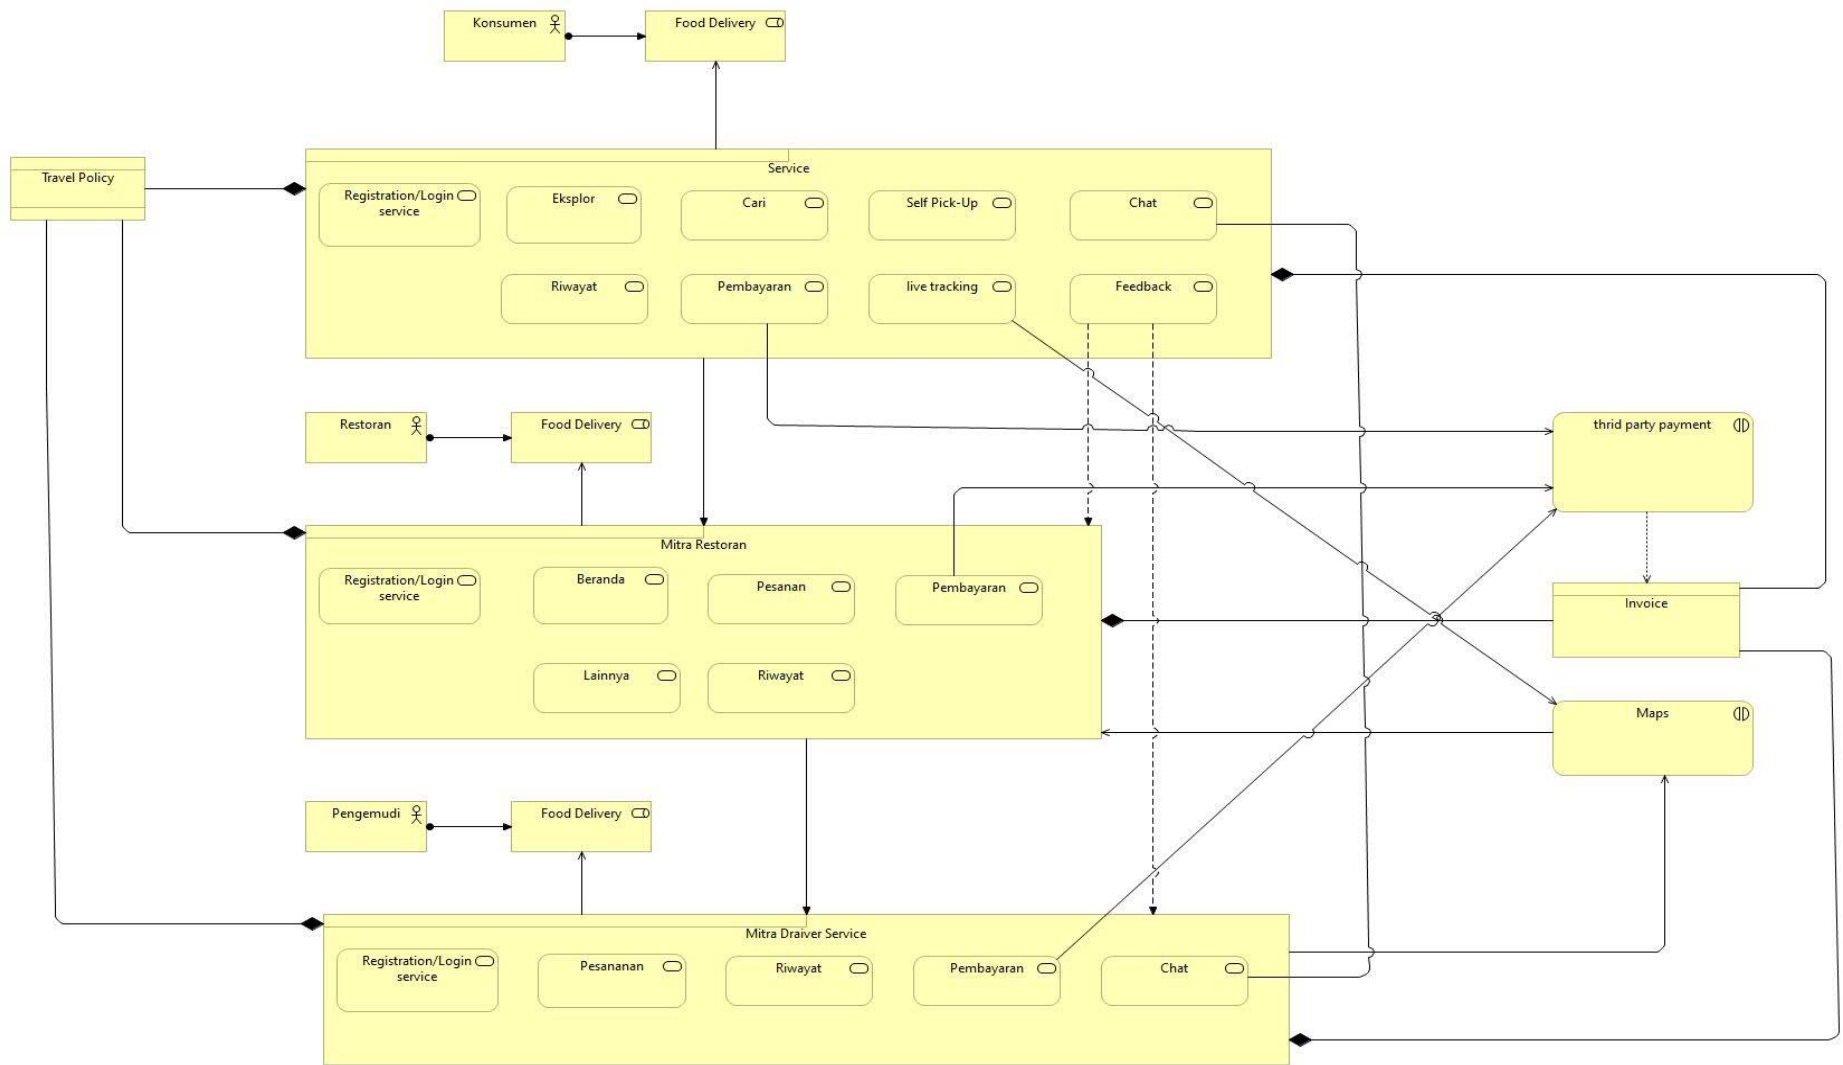 Konsumen
Food Delivery
Travel Policy
Service
Registration/Login
service
Eksplor
Cari
Self Pick-Up
Chat
Riwayat
Pembayaran
live tracking
Feedback
Restoran
Food Delivery
thrid party payment
Mitra Restoran
Registration/Login
service
Beranda
Pesanan
Pembayaran
Invoice
Lainnya
Riwayat
Maps
Pengemudi
Food Delivery
Mitra Draiver Service
Registration/Login
service
Pesananan
Riwayat
Pembayaran
Chat